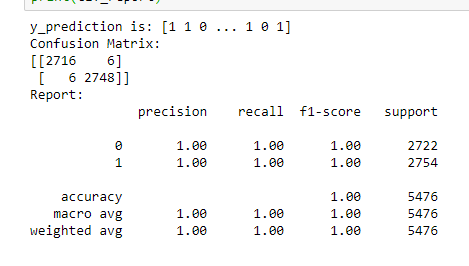 print(clf_report)
y_prediction is: [1 1 0 ... 1 0 1]
Confusion Matrix:
[[2716    6]
 [   6 2748]]
Report:
              precision    recall  f1-score   support

           0       1.00      1.00      1.00      2722
           1       1.00      1.00      1.00      2754

    accuracy                           1.00      5476
   macro avg       1.00      1.00      1.00      5476
weighted avg       1.00      1.00      1.00      5476